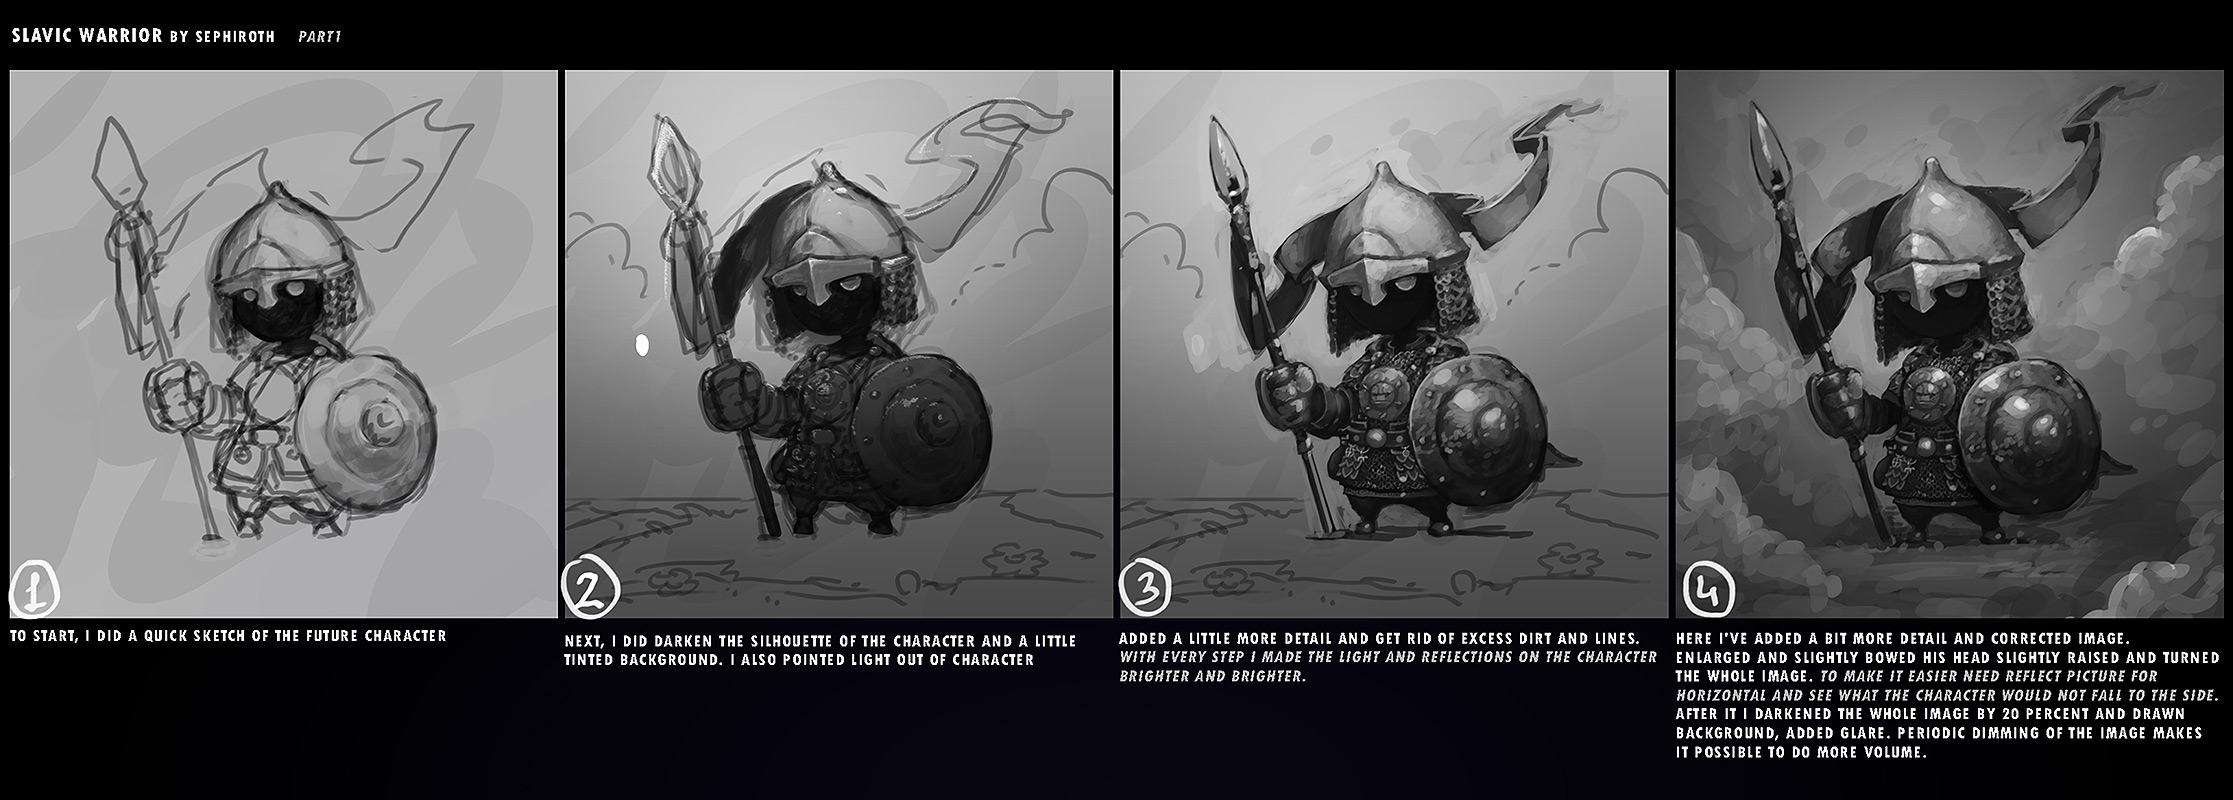 SLAVIC WARRIOR BY SEPHIROTH PART1
1
TO START, I DID A QUICK SKETCH OF THE FUTURE CHARACTER
2
NEXT, I DID DARKEN THE SILHOUETTE OF THE CHARACTER AND A LITTLE
TINTED BACKGROUND. I ALSO POINTED LIGHT OUT OF CHARACTER
3
ADDED A LITTLE MORE DETAIL AND GET RID OF EXCESS DIRT AND LINES.
WITH EVERY STEP I MADE THE LIGHT AND REFLECTIONS ON THE CHARACTER
BRIGHTER AND BRIGHTER.
4
HERE I'VE ADDED A BIT MORE DETAIL AND CORRECTED IMAGE.
ENLARGED AND SLIGHTLY BOWED HIS HEAD SLIGHTLY RAISED AND TURNED
THE WHOLE IMAGE. TO MAKE IT EASIER NEED REFLECT PICTURE FOR
HORIZONTAL AND SEE WHAT THE CHARACTER WOULD NOT FALL TO THE SIDE.
AFTER IT I DARKENED THE WHOLE IMAGE BY 20 PERCENT AND DRAWN
BACKGROUND, ADDED GLARE. PERIODIC DIMMING OF THE IMAGE MAKES
IT POSSIBLE TO DO MORE VOLUME.